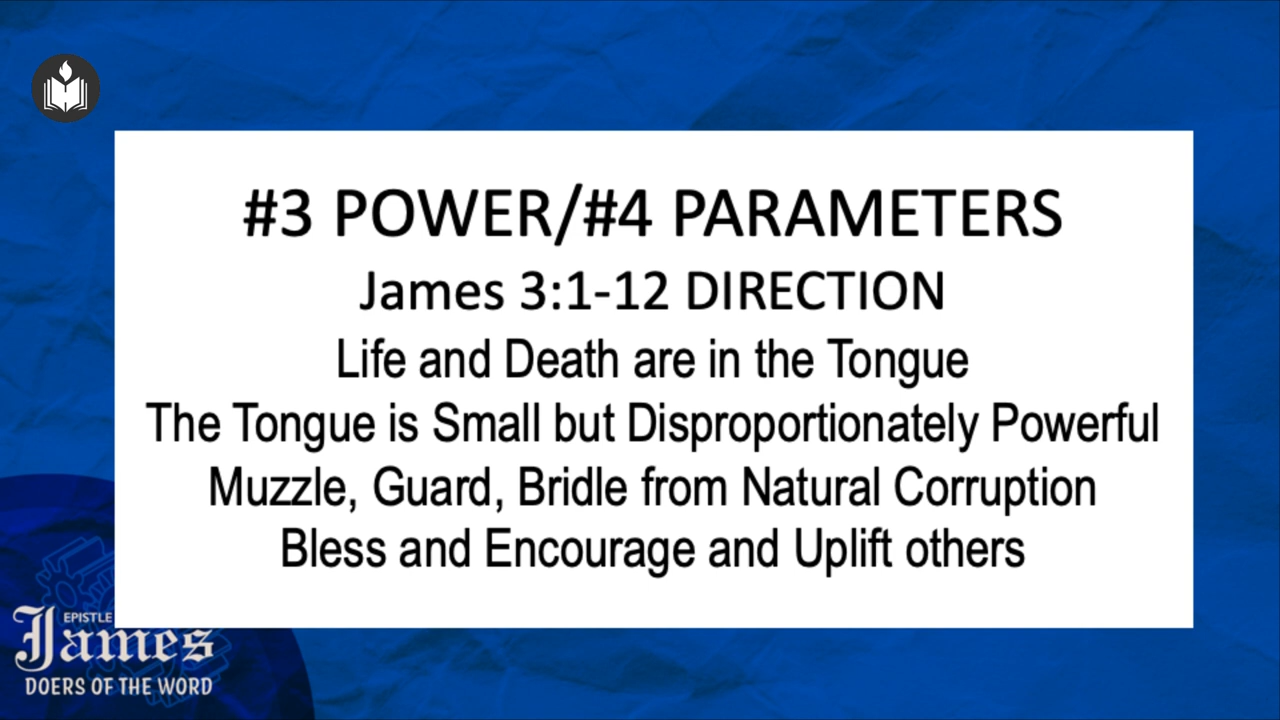 #3 POWER/#4 PARAMETERS
James 3:1-12 DIRECTION
Life and Death are in the Tongue
The Tongue is Small but Disproportionately Powerful
Muzzle, Guard, Bridle from Natural Corruption
Bless and Encourage and Uplift others
EPISTLE
James
DOERS OF THE WORD